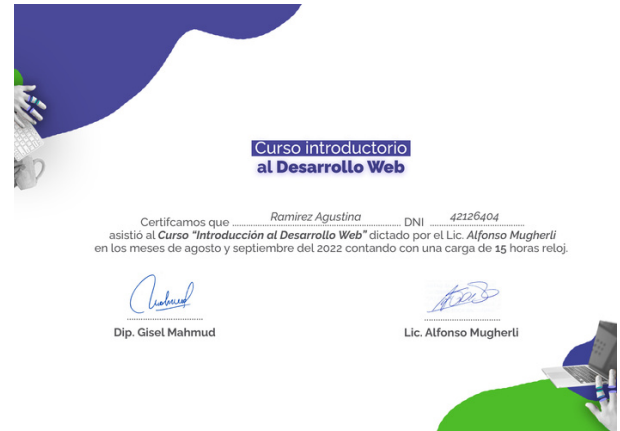 Curso introductorio
al Desarrollo Web
Certifcamos que Ramirez Agustina DNI 42126404
asistió al Curso "Introducción al Desarrollo Web" dictado por el Lic. Alfonso Mugherli
en los meses de agosto y septiembre del 2022 contando con una carga de 15 horas reloj.
Dip. Gisel Mahmud
Lic. Alfonso Mugherli